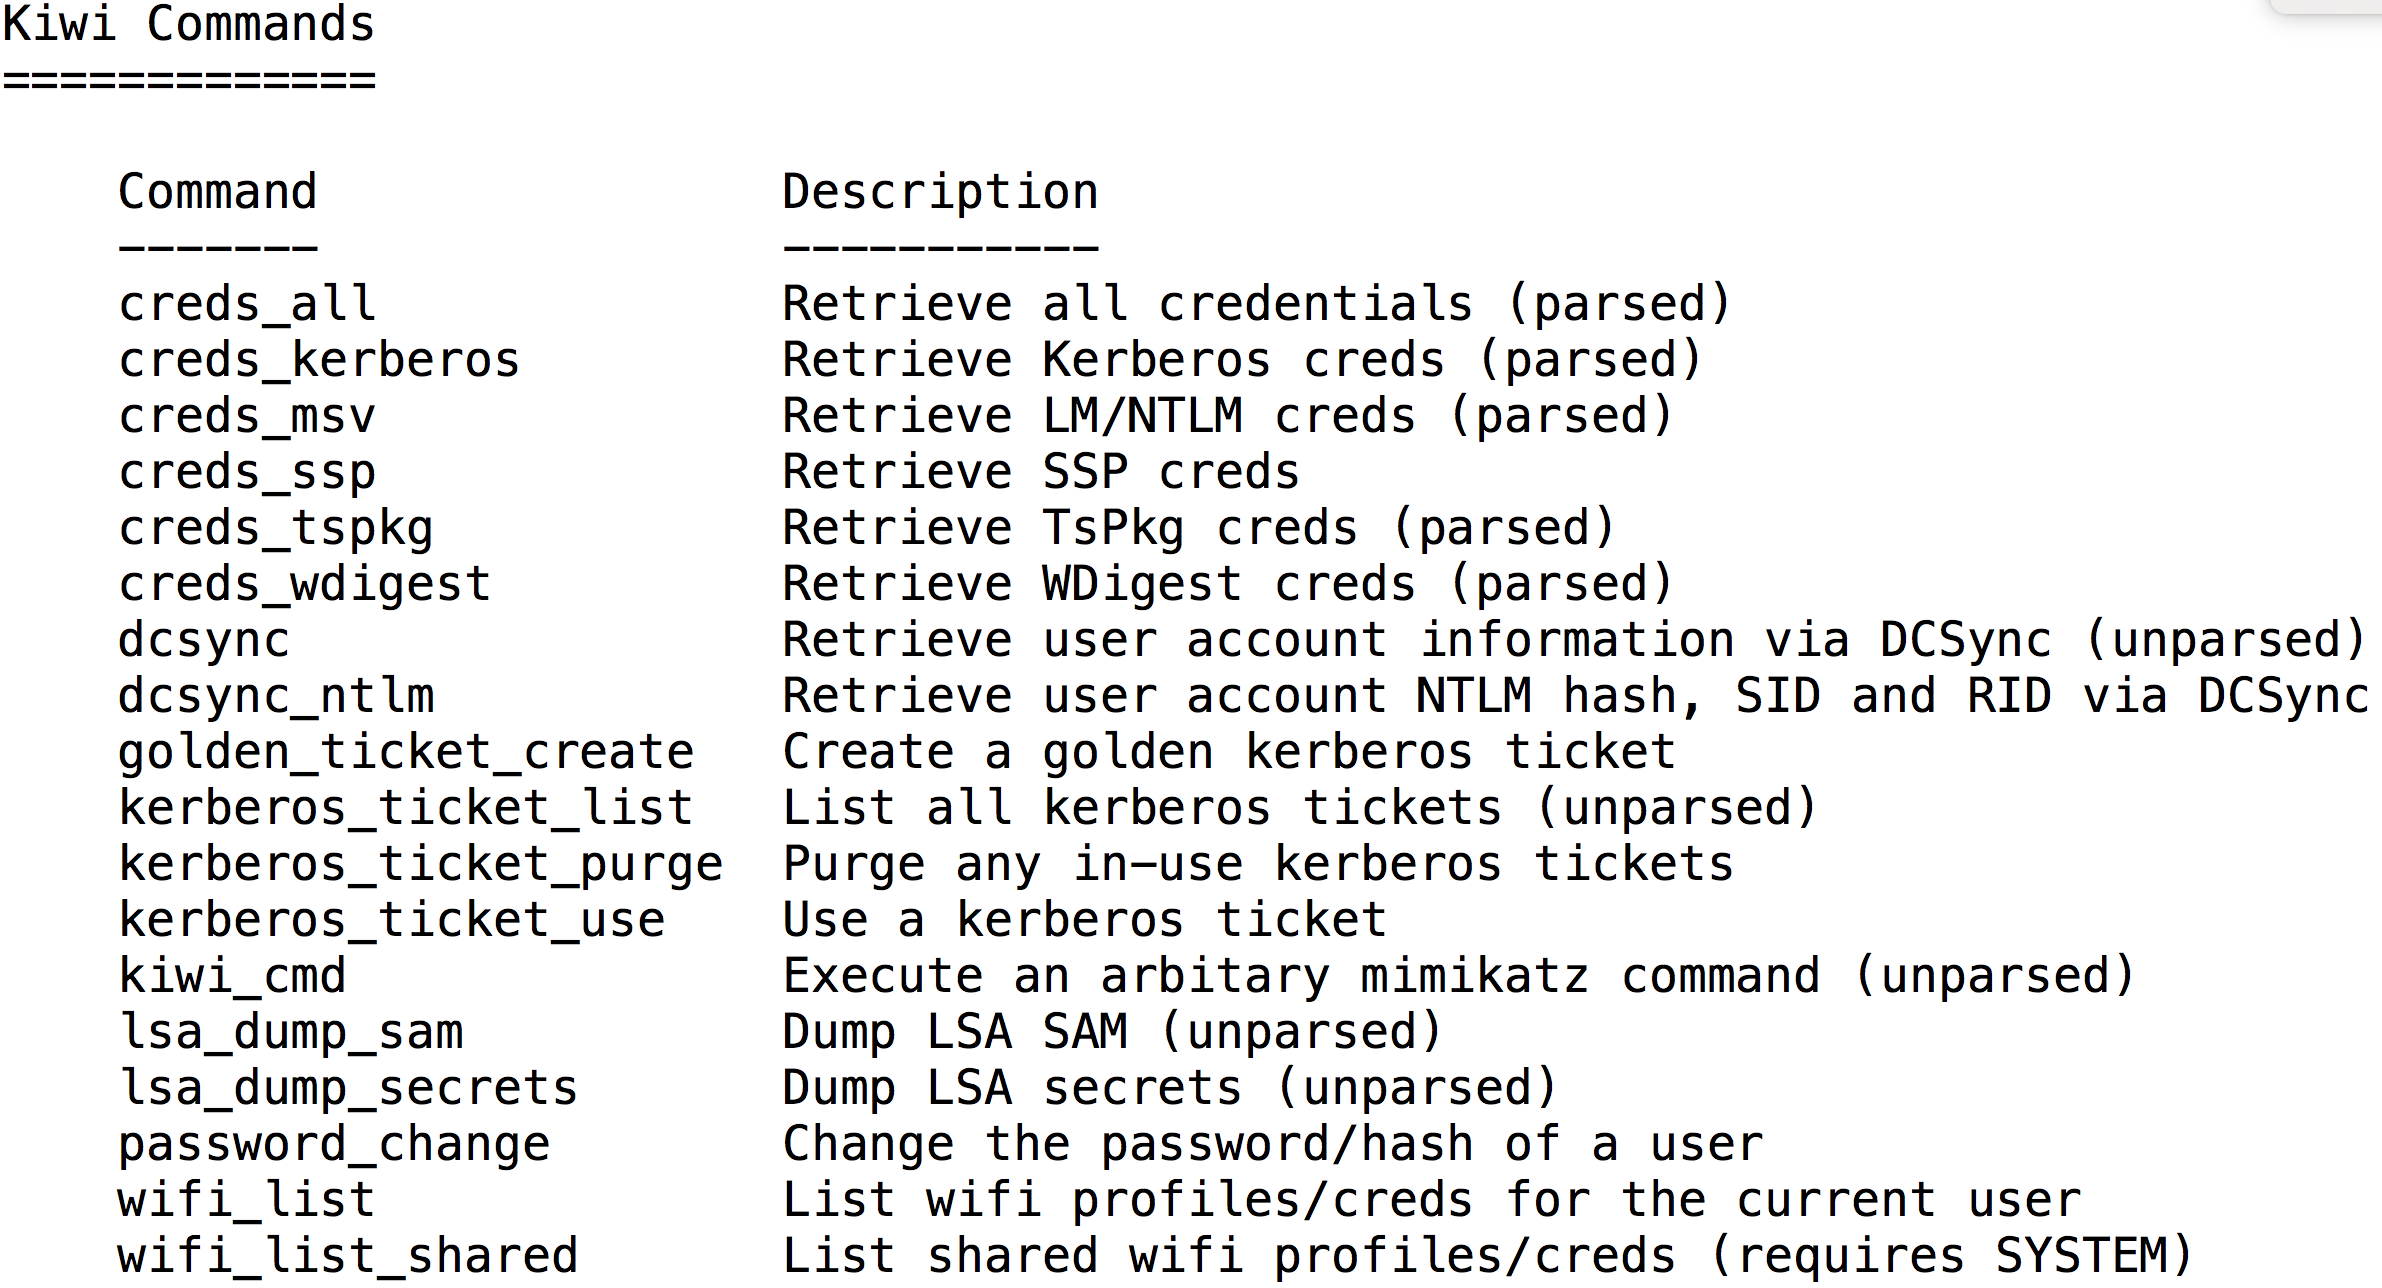 Kiwi Commands
=============
Command Description
------- -----------
creds_all Retrieve all credentials (parsed)
creds_kerberos Retrieve Kerberos creds (parsed)
creds_msv Retrieve LM/NTLM creds (parsed)
creds_ssp Retrieve SSP creds
creds_tspkg Retrieve TsPkg creds (parsed)
creds_wdigest Retrieve WDigest creds (parsed)
dcsync Retrieve user account information via DCSync (unparsed)
dcsync_ntlm Retrieve user account NTLM hash, SID and RID via DCSync
golden_ticket_create Create a golden kerberos ticket
kerberos_ticket_list List all kerberos tickets (unparsed)
kerberos_ticket_purge Purge any in-use kerberos tickets
kerberos_ticket_use Use a kerberos ticket
kiwi_cmd Execute an arbitary mimikatz command (unparsed)
lsa_dump_sam Dump LSA SAM (unparsed)
lsa_dump_secrets Dump LSA secrets (unparsed)
password_change Change the password/hash of a user
wifi_list List wifi profiles/creds for the current user
wifi_list_shared List shared wifi profiles/creds (requires SYSTEM)